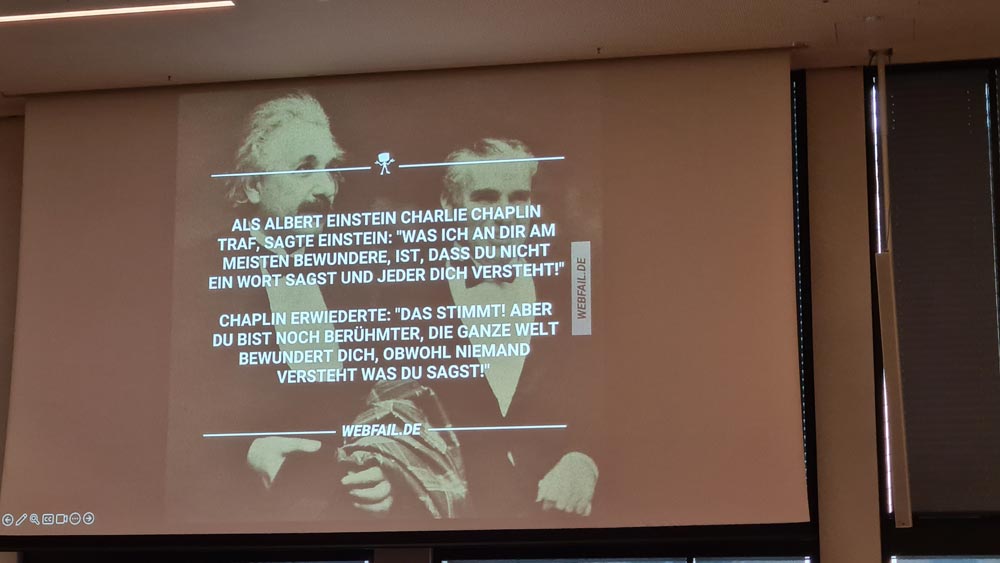 ALS ALBERT EINSTEIN CHARLIE CHAPLIN
TRAF, SAGTE EINSTEIN: "WAS ICH AN DIR AM
MEISTEN BEWUNDERE, IST, DASS DU NICHT
EIN WORT SAGST UND JEDER DICH VERSTEHT!"
CHAPLIN ERWIEDERTE: "DAS STIMMT! ABER
DU BIST NOCH BERÜHMTER, DIE GANZE WELT
BEWUNDERT DICH, OBWOHL NIEMAND
VERSTEHT WAS DU SAGST!"
WEBFAIL.DE
WEBFAIL.DE